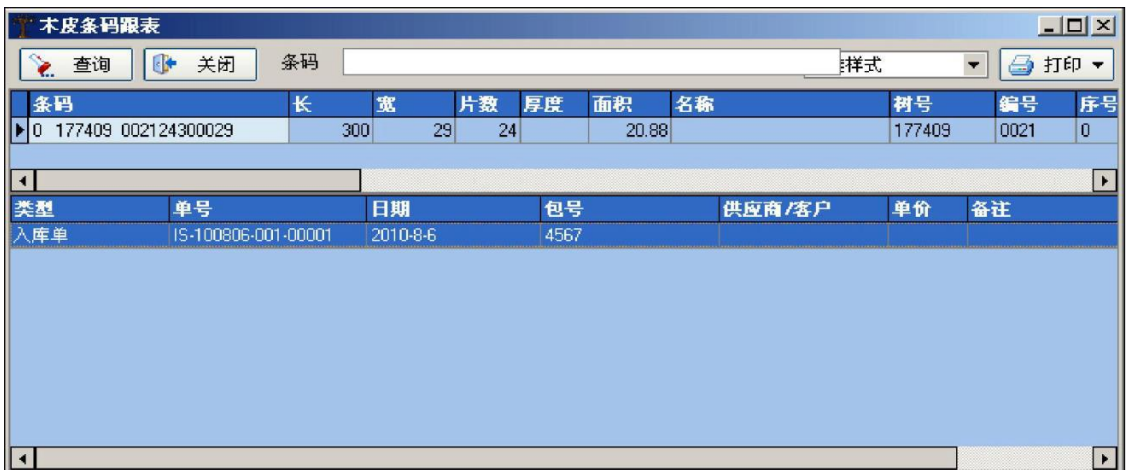 木皮条码跟表
查询 关闭 条码 样式 打印
条码 长 宽 片数 厚度 面积 名称 树号 编号 序号
0 177409 002124300029 300 29 24 20.88 177409 0021 0
类型 单号 日期 包号 供应商/客户 单价 备注
入库单 IS-100806-001-00001 2010-8-6 4567